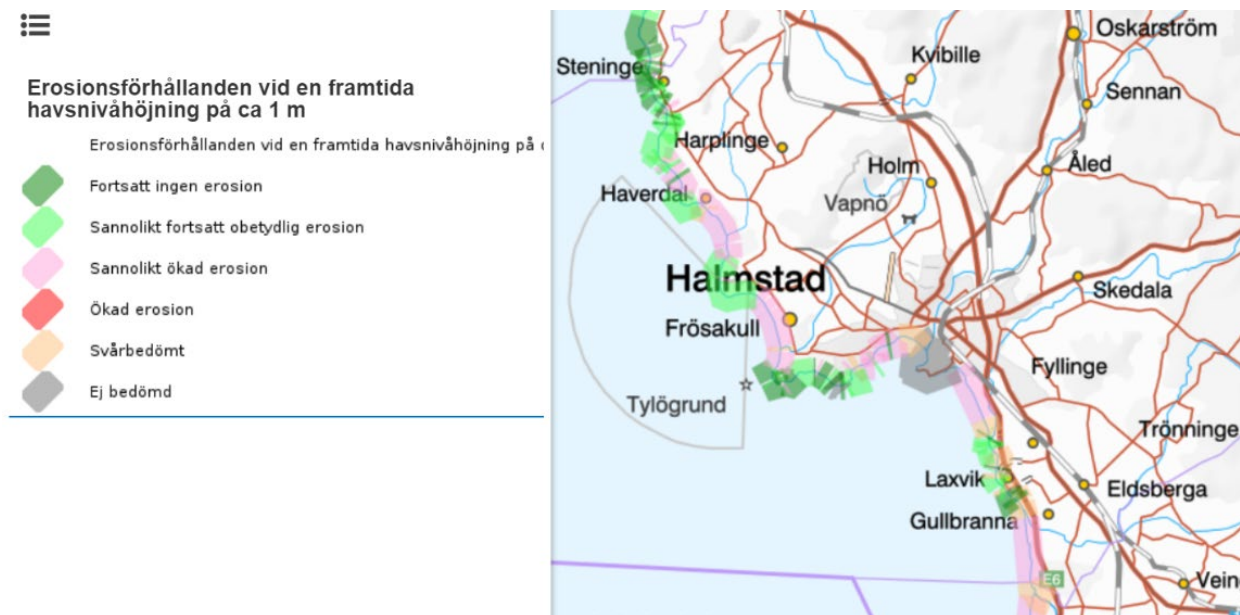 Erosionsförhållanden vid en framtida
havsnivåhöjning på ca 1 m
Erosionsförhållanden vid en framtida havsnivåhöjning på
Fortsatt ingen erosion
Sannolikt fortsatt obetydlig erosion
Sannolikt ökad erosion
Ökad erosion
Svårbedömt
Ej bedömd
Oskarström
Kvibille
Steninge
Sennan
Harplinge
Holm
Åled
Haverdal
Vapnö
Halmstad
Skedala
Frösakull
Fyllinge
Tylögrund
Trönninge
Laxvik
Eldsberga
Gullbranna
E6
Veing